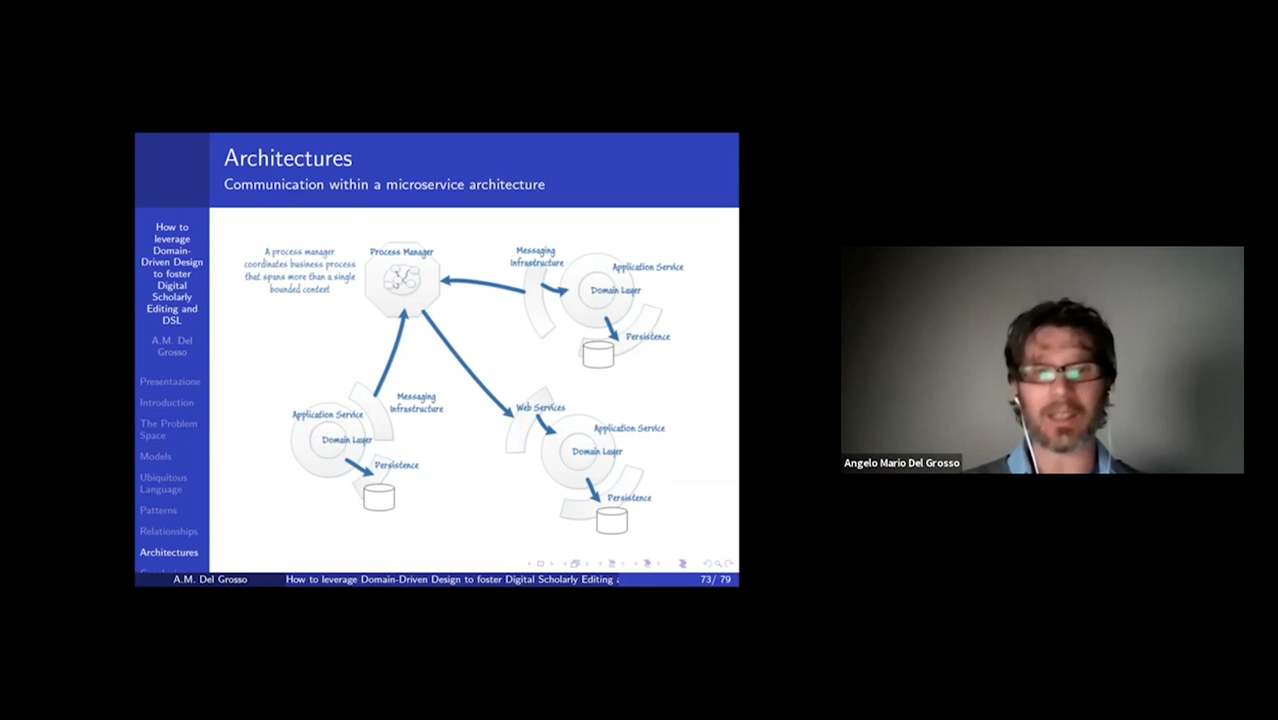 Architectures
Communication within a microservice architecture
How to
leverage
Domain-
Driven Design
to foster
Digital
Scholarly
Editing and
DSL
A.M. Del
Grosso
Presentazione
Introduction
The Problem
Space
Models
Ubiquitous
Language
Patterns
Relationships
Architectures
A process manager
coordinates business process
that spans more than a single
bounded context
Process Manager
Messaging
Infrastructure
Application Service
Domain Layer
Persistence
Messaging
Infrastructure
Application Service
Domain Layer
Persistence
Web Services
Application Service
Domain Layer
Persistence
A.M. Del Grosso
How to leverage Domain-Driven Design to foster Digital Scholarly Editing
73/ 79
Angelo Mario Del Grosso